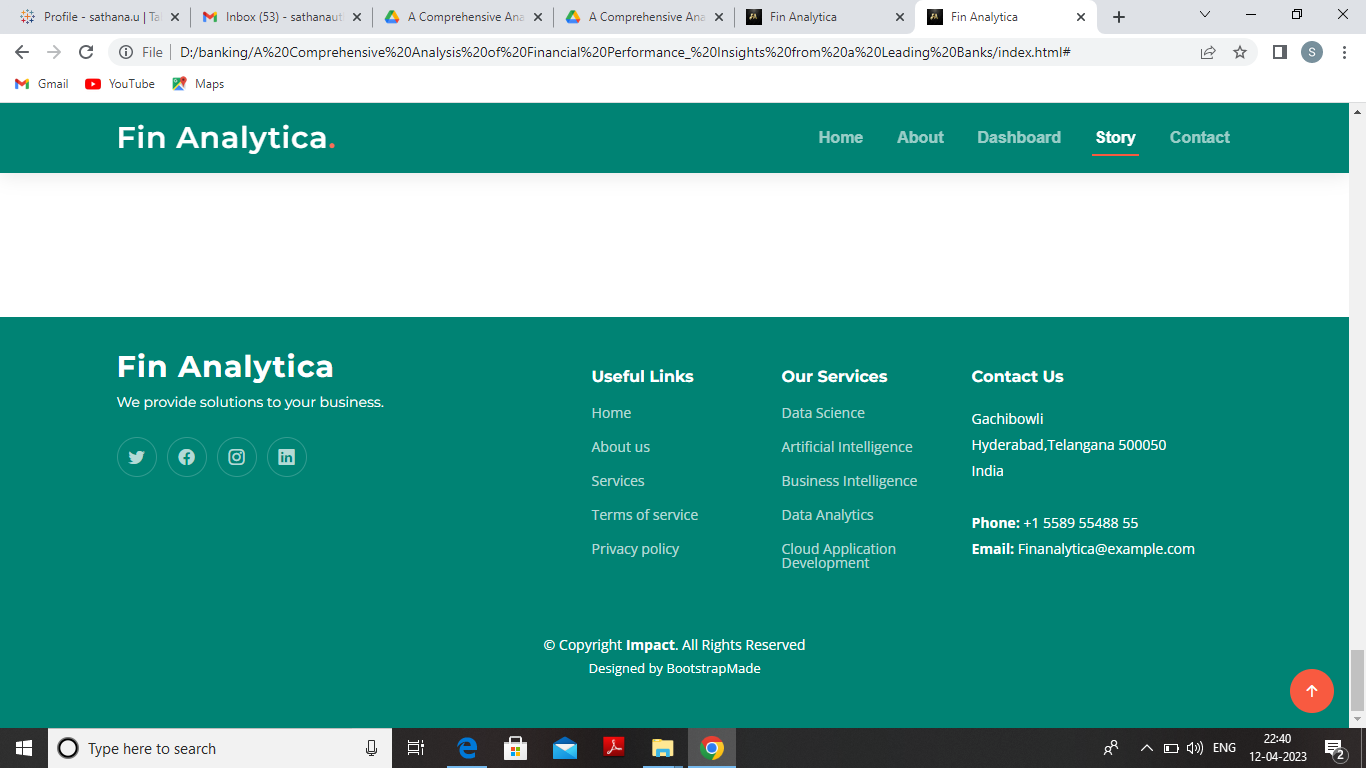 Profile - sathana.u | Ta
Inbox (53) - sathanaut
A Comprehensive Ana
A Comprehensive Ana
Fin Analytica
Fin Analytica
File
D:/banking/A%20Comprehensive%20Analysis%20of%20Financial%20Performance_%20Insights%20from%20a%20Leading%20Banks/index.html#
S
Gmail
YouTube
Maps
Fin Analytica.
Home
About
Dashboard
Story
Contact
Fin Analytica
We provide solutions to your business.
Useful Links
Home
About us
Services
Terms of service
Privacy policy
Our Services
Data Science
Artificial Intelligence
Business Intelligence
Data Analytics
Cloud Application
Development
Contact Us
Gachibowli
Hyderabad,Telangana 500050
India
Phone: +1 5589 55488 55
Email: Finanalytica@example.com
© Copyright Impact. All Rights Reserved
Designed by BootstrapMade
Type here to search
ENG
22:40
12-04-2023
2